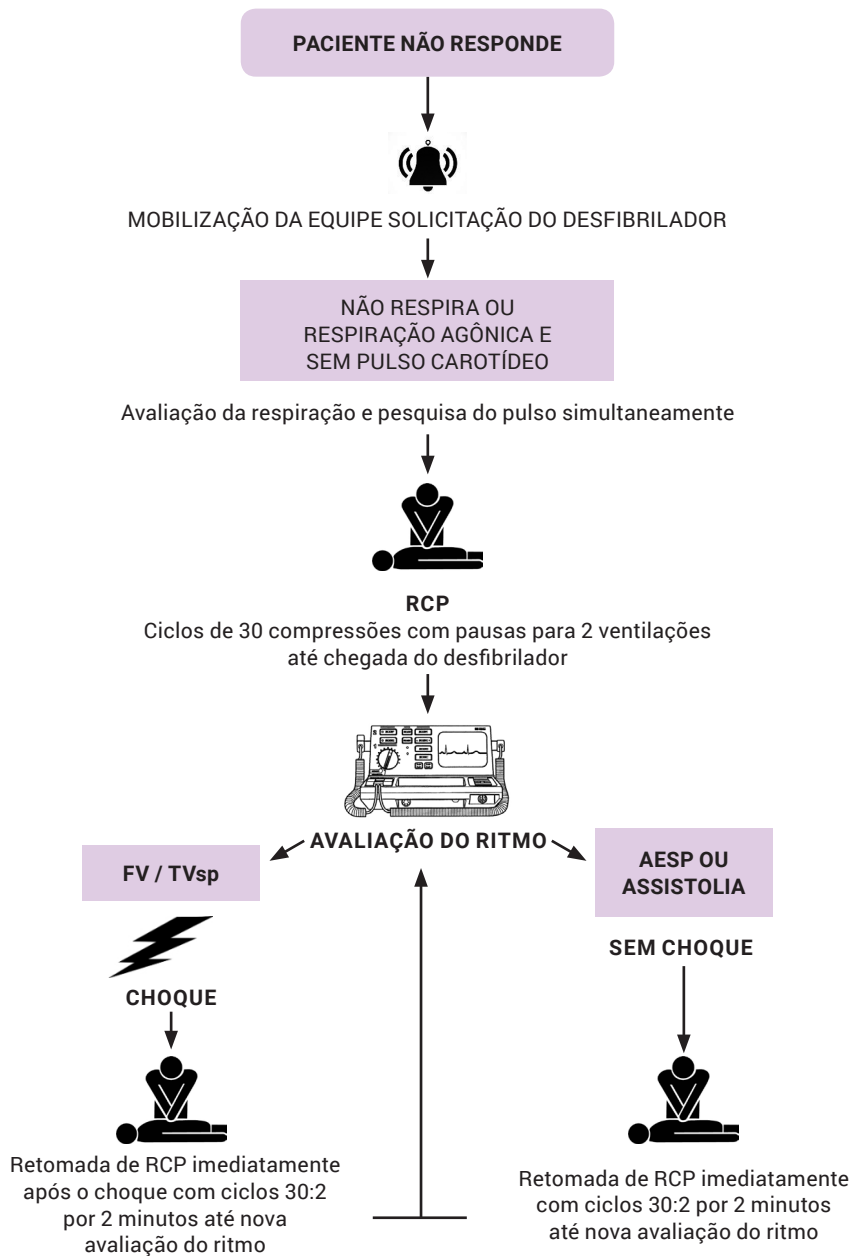 PACIENTE NÃO RESPONDE
MOBILIZAÇÃO DA EQUIPE SOLICITAÇÃO DO DESFIBRILADOR
NÃO RESPIRA OU
RESPIRAÇÃO AGÔNICA E
SEM PULSO CAROTÍDEO
Avaliação da respiração e pesquisa do pulso simultaneamente
RCP
Ciclos de 30 compressões com pausas para 2 ventilações
até chegada do desfibrilador
AVALIAÇÃO DO RITMO
FV / TVsp
CHOQUE
Retomada de RCP imediatamente
após o choque com ciclos 30:2
por 2 minutos até nova
avaliação do ritmo
AESP OU
ASSISTOLIA
SEM CHOQUE
Retomada de RCP imediatamente
com ciclos 30:2 por 2 minutos
até nova avaliação do ritmo